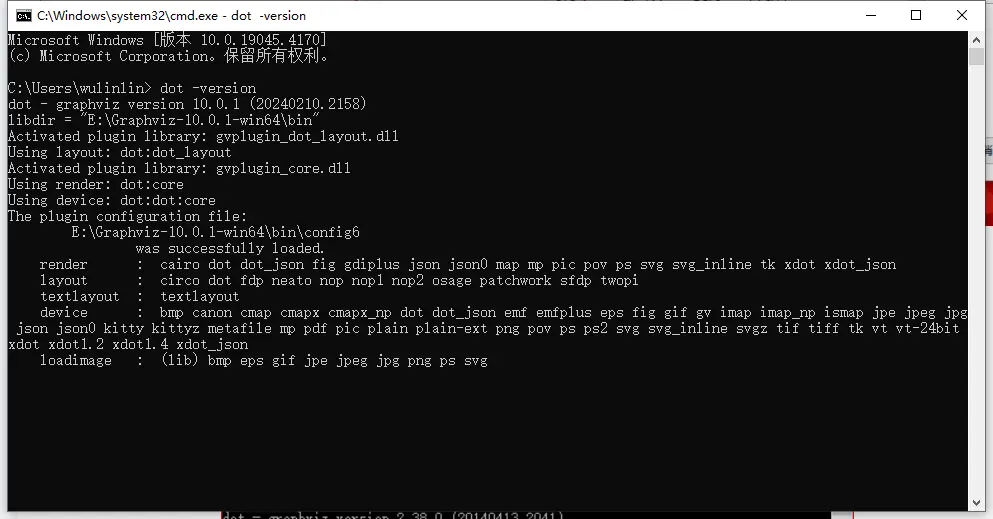 C:\Windows\system32\cmd.exe - dot  -version
Microsoft Windows [版本 10.0.19045.4170]
(c) Microsoft Corporation。保留所有权利。
C:\Users\wulinlin> dot -version
dot - graphviz version 10.0.1 (20240210.2158)
libdir = "E:\Graphviz-10.0.1-win64\bin"
Activated plugin library: gvplugin_dot_layout.dll
Using layout: dot:dot_layout
Activated plugin library: gvplugin_core.dll
Using render: dot:core
Using device: dot:dot:core
The plugin configuration file:
        E:\Graphviz-10.0.1-win64\bin\config6
                was successfully loaded.
    render      :  cairo dot dot_json fig gdiplus json json0 map mp pic pov ps svg svg_inline tk xdot xdot_json
    layout      :  circo dot fdp neato nop nop1 nop2 osage patchwork sfdp twopi
    textlayout  :  textlayout
    device      :  bmp canon cmap cmapx cmapx_np dot dot_json emf emfplus eps fig gif gv imap imap_np ismap jpe jpeg jpg
 json json0 kitty kittyz metafile mp pdf pic plain plain-ext png pov ps ps2 svg svg_inline svgz tif tiff tk vt vt-24bit
xdot xdot1.2 xdot1.4 xdot_json
    loadimage   :  (lib) bmp eps gif jpe jpeg jpg png ps svg
dot - graphviz version 2.38.0 (20140413.2041)